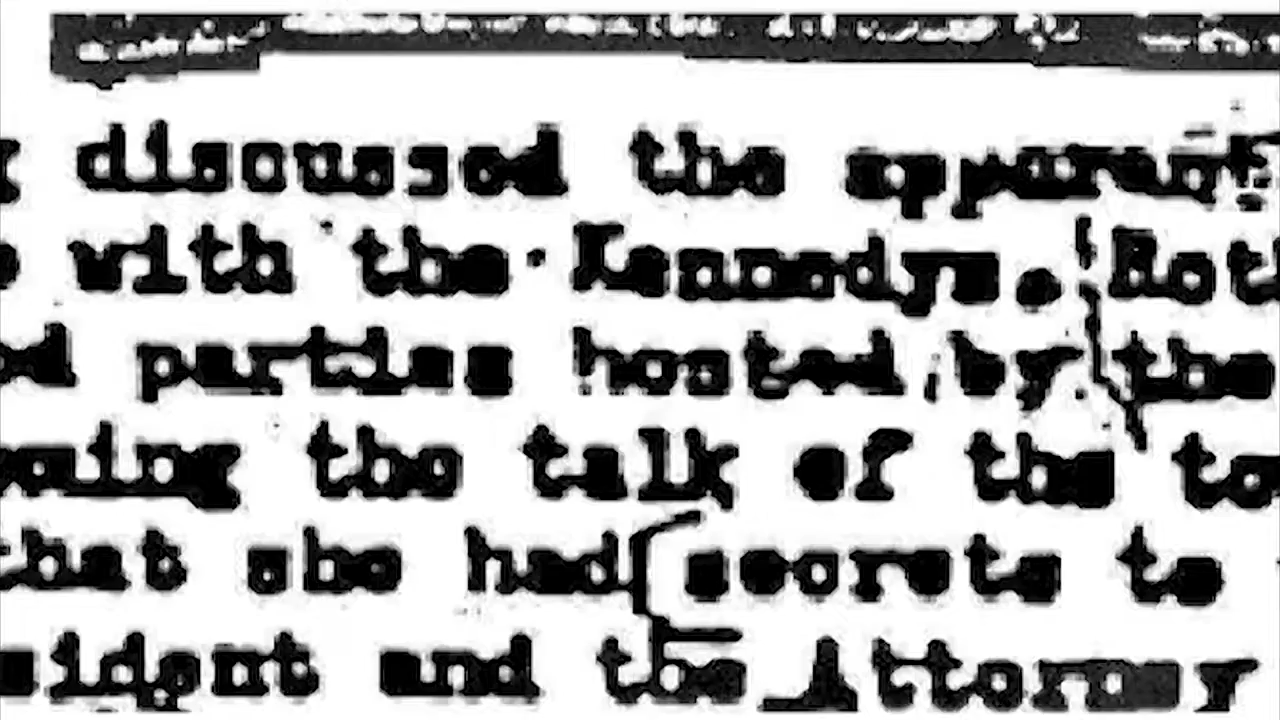 discussed the apparent
with the Kennedys. Both
parties hosted by the
the talk of the to
that she had secrets to
sident and the Attorney